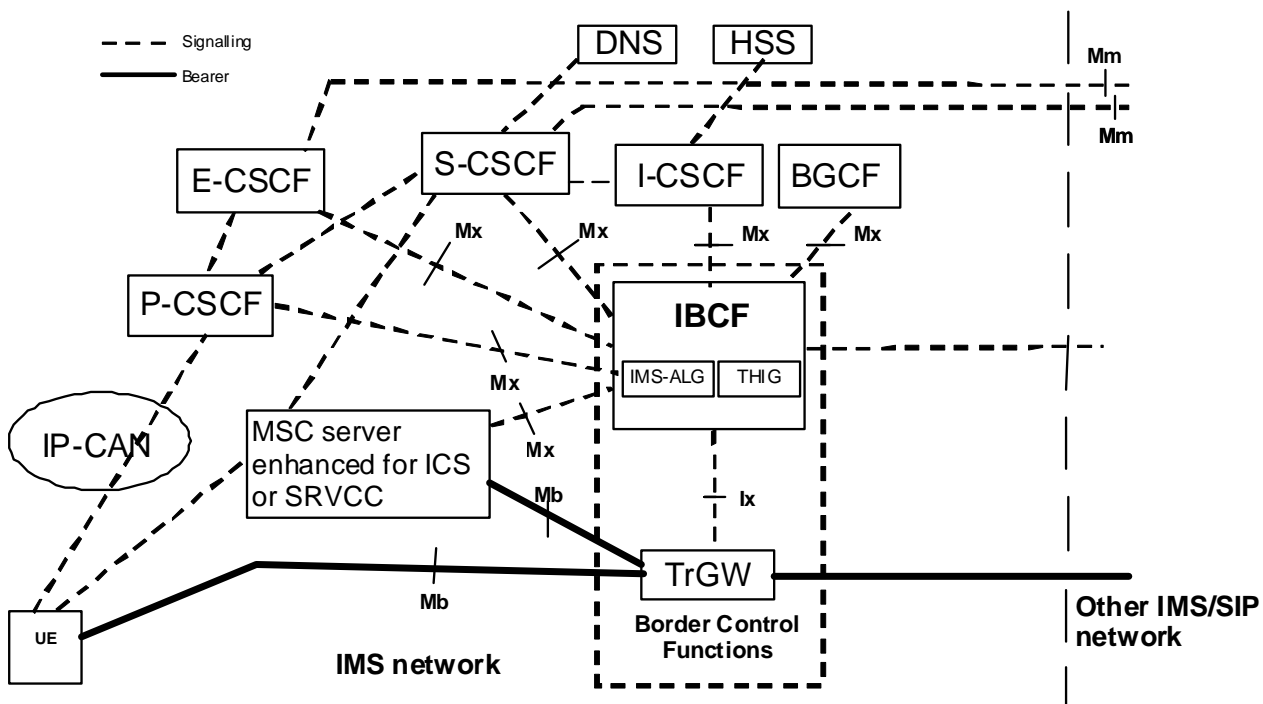 Signalling
Bearer
DNS
HSS
Mm
Mm
E-CSCF
S-CSCF
I-CSCF
BGCF
Mx
Mx
Mx
Mx
P-CSCF
IBCF
IMS-ALG
THIG
Mx
IP-CAN
MSC server
enhanced for ICS
or SRVCC
Mx
Mb
Ix
TrGW
Mb
UE
Border Control
Functions
IMS network
Other IMS/SIP
network